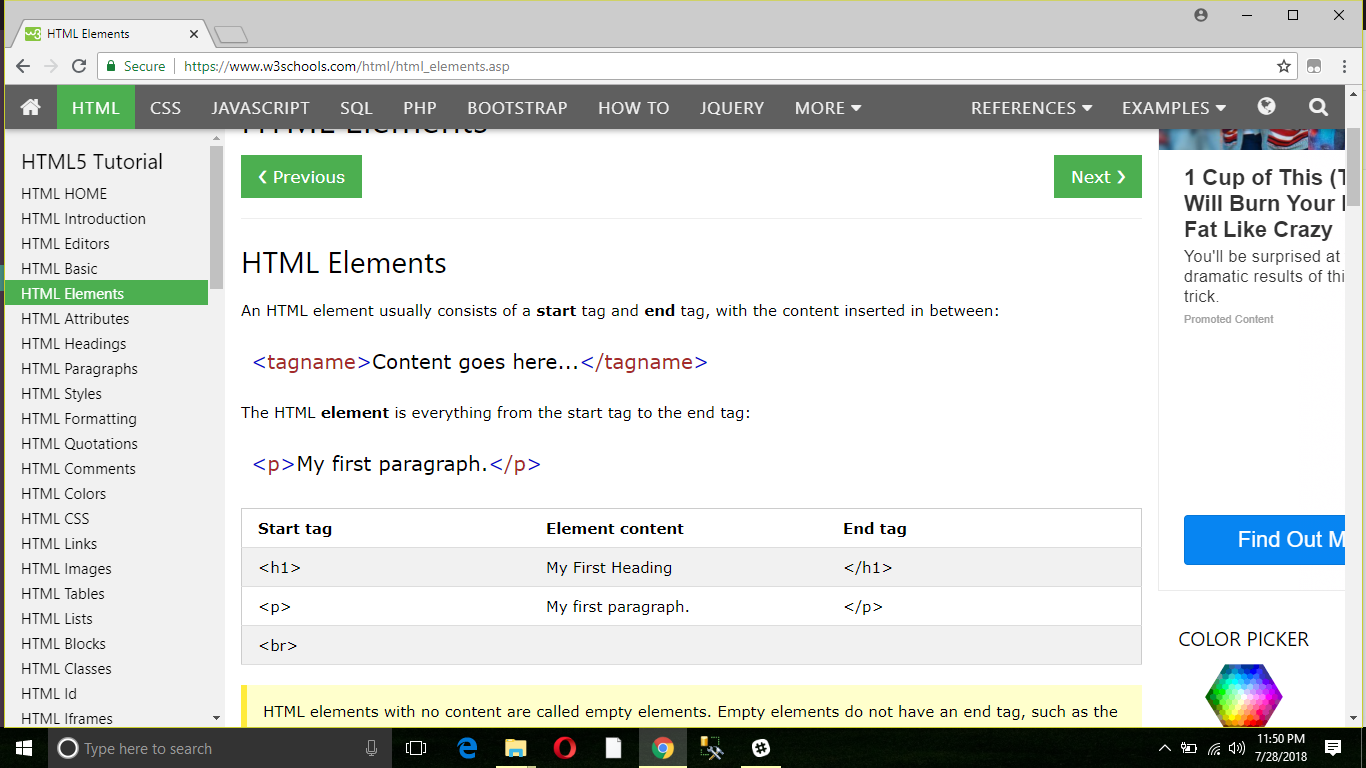 HTML Elements
Secure
https://www.w3schools.com/html/html_elements.asp
HTML CSS JAVASCRIPT SQL PHP BOOTSTRAP HOW TO JQUERY MORE REFERENCES EXAMPLES
HTML5 Tutorial
HTML HOME
HTML Introduction
HTML Editors
HTML Basic
HTML Elements
HTML Attributes
HTML Headings
HTML Paragraphs
HTML Styles
HTML Formatting
HTML Quotations
HTML Comments
HTML Colors
HTML CSS
HTML Links
HTML Images
HTML Tables
HTML Lists
HTML Blocks
HTML Classes
HTML Id
HTML Iframes
HTML Elements
❮ Previous
Next ❯
HTML Elements
An HTML element usually consists of a start tag and end tag, with the content inserted in between:
<tagname>Content goes here...</tagname>
The HTML element is everything from the start tag to the end tag:
<p>My first paragraph.</p>
Start tag Element content End tag
<h1> My First Heading </h1>
<p> My first paragraph. </p>
<br>
HTML elements with no content are called empty elements. Empty elements do not have an end tag, such as the
1 Cup of This (
Will Burn Your
Fat Like Crazy
You'll be surprised at
dramatic results of
trick.
Promoted Content
Find Out
COLOR PICKER
Type here to search
11:50 PM
7/28/2018